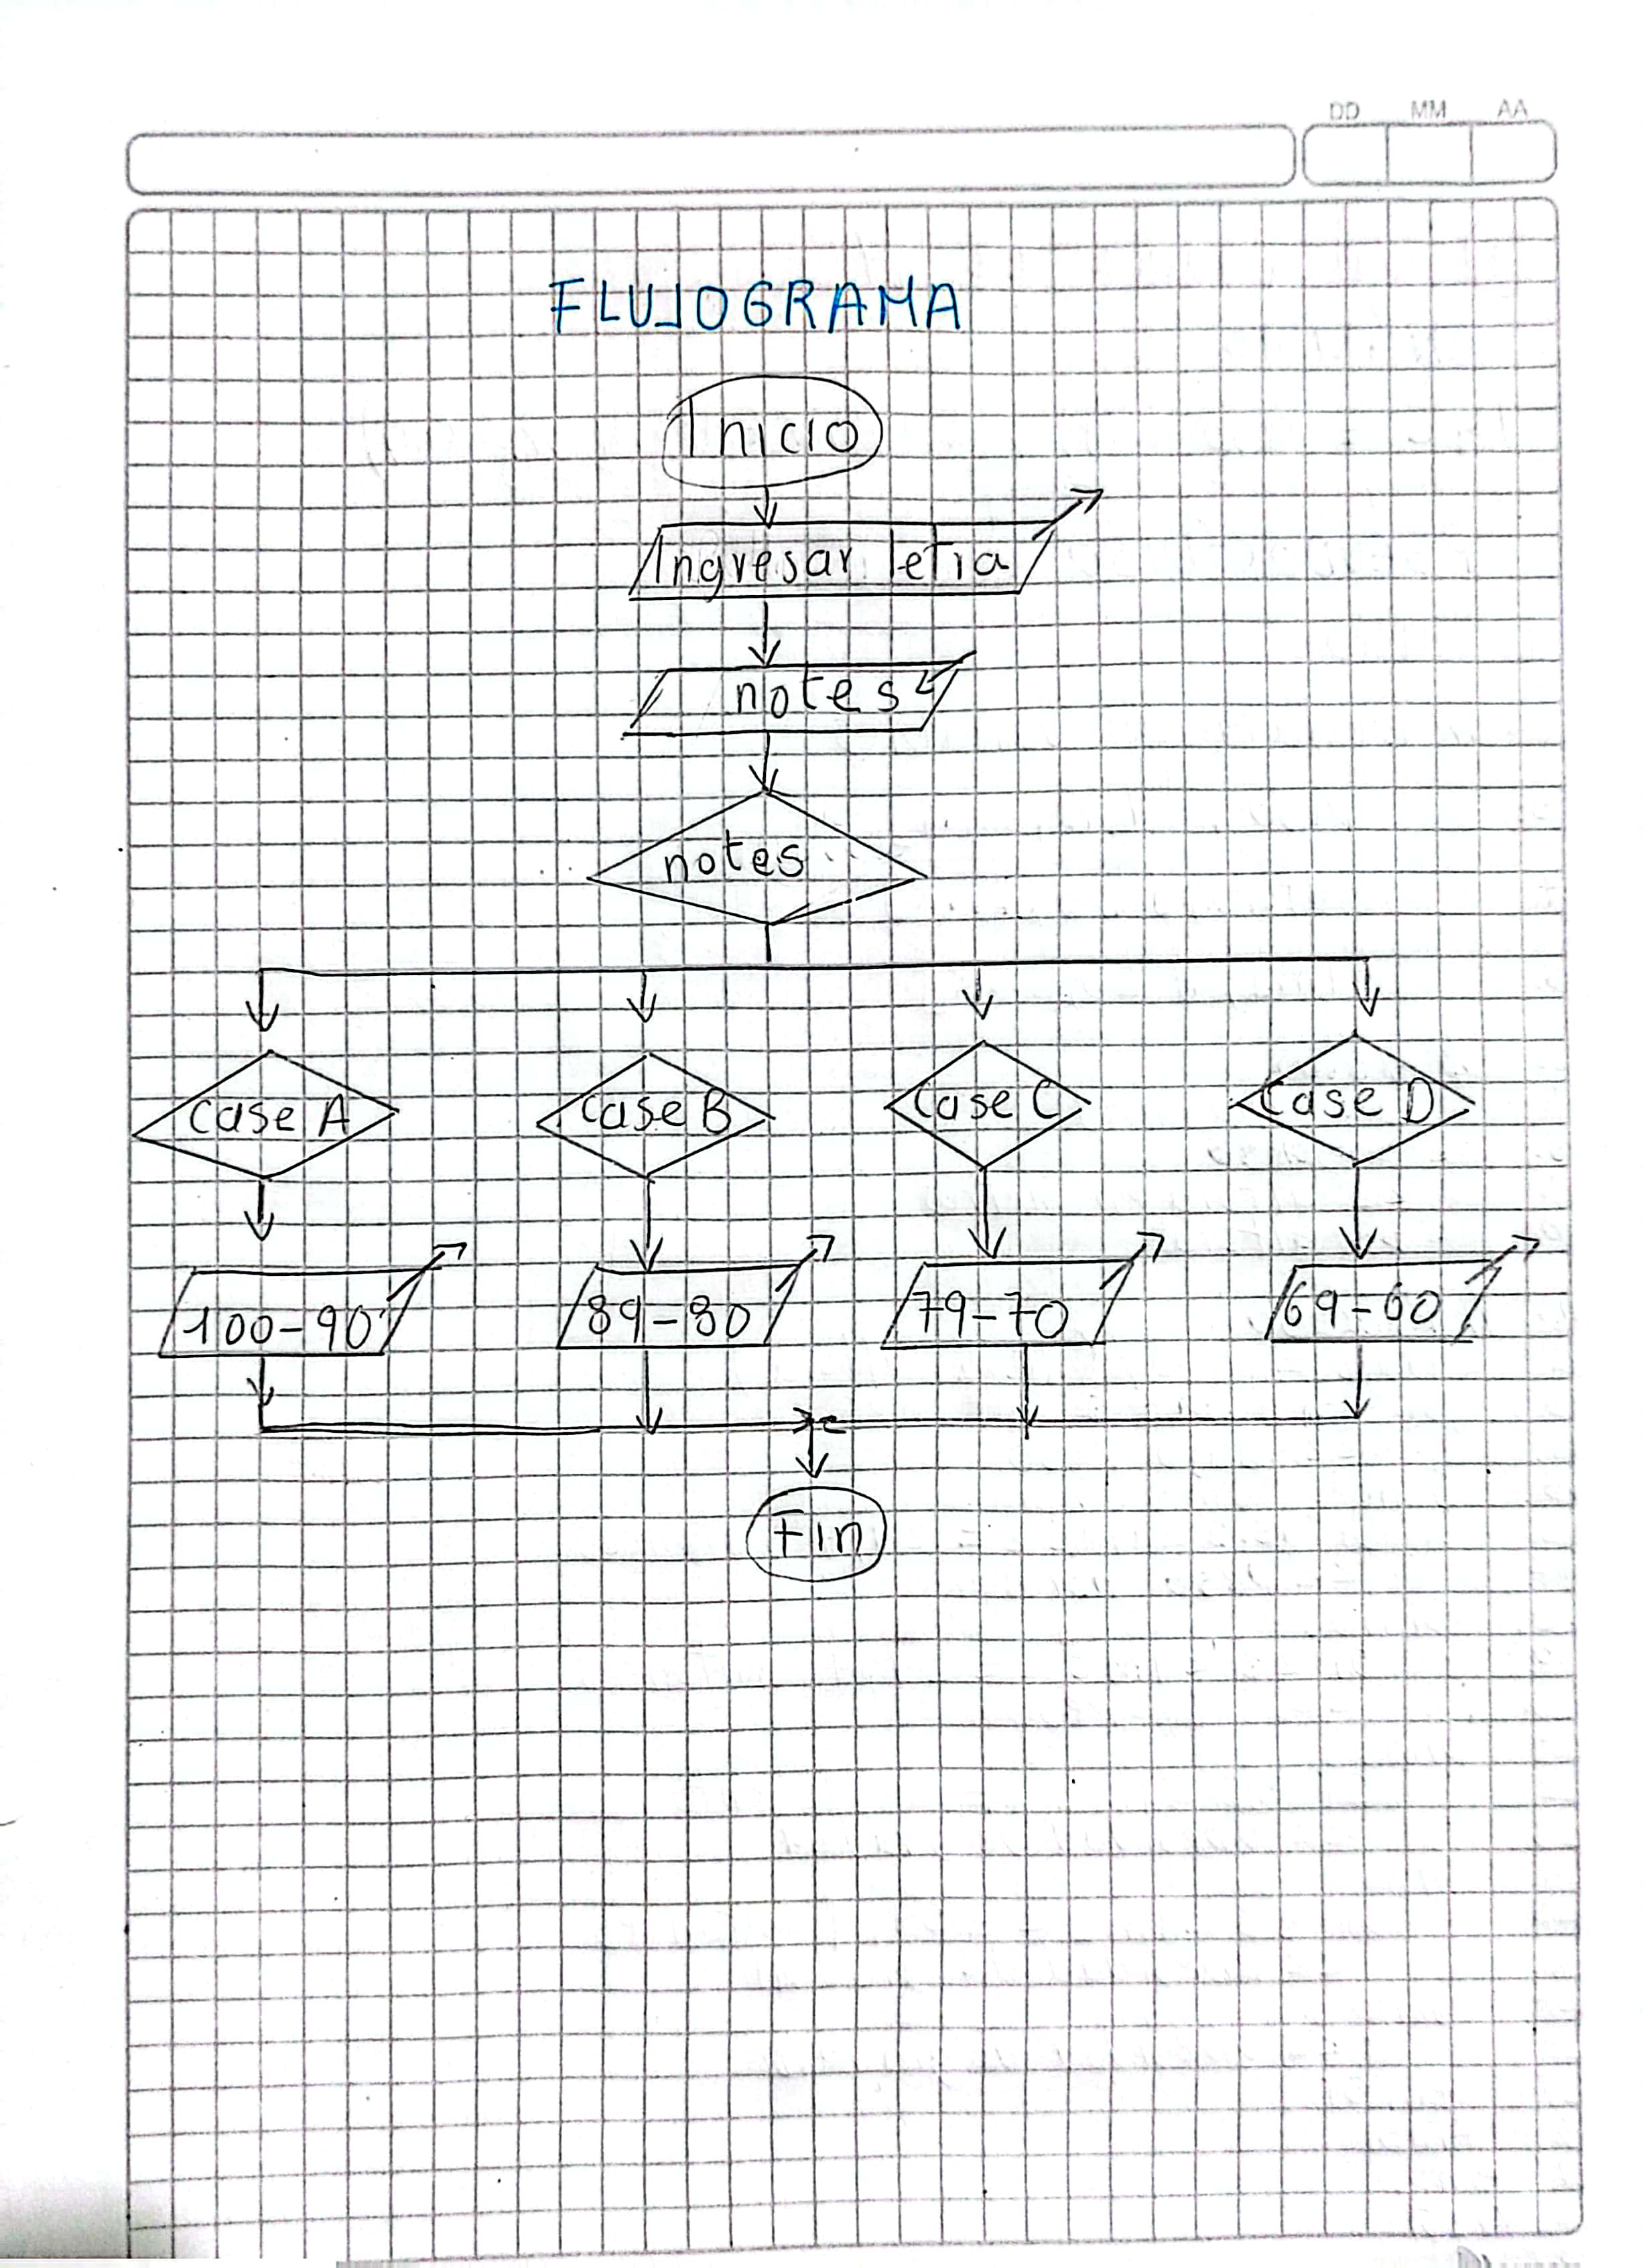 DD MM AA
FLUJOGRAMA
Inicio
Ingresar letra
notes
notes
case A case B case C case D
100-90 89-80 79-70 69-60
Fin